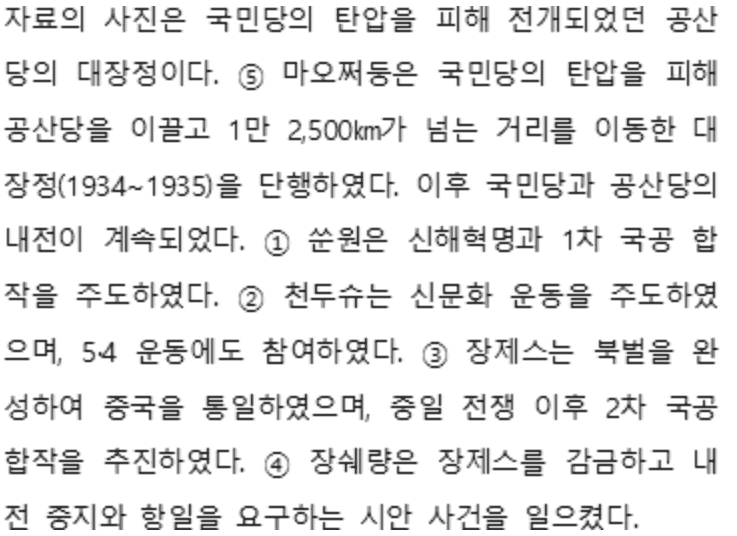 자료의 사진은 국민당의 탄압을 피해 전개되었던 공산
당의 대장정이다. ⑤ 마오쩌둥은 국민당의 탄압을 피해
공산당을 이끌고 1만 2,500㎞가 넘는 거리를 이동한 대
장정(1934~1935)을 단행하였다. 이후 국민당과 공산당의
내전이 계속되었다. ① 쑨원은 신해혁명과 1차 국공 합
작을 주도하였다. ② 천두슈는 신문화 운동을 주도하였
으며, 5·4 운동에도 참여하였다. ③ 장제스는 북벌을 완
성하여 중국을 통일하였으며, 중일 전쟁 이후 2차 국공
합작을 추진하였다. ④ 장쉐량은 장제스를 감금하고 내
전 중지와 항일을 요구하는 시안 사건을 일으켰다.